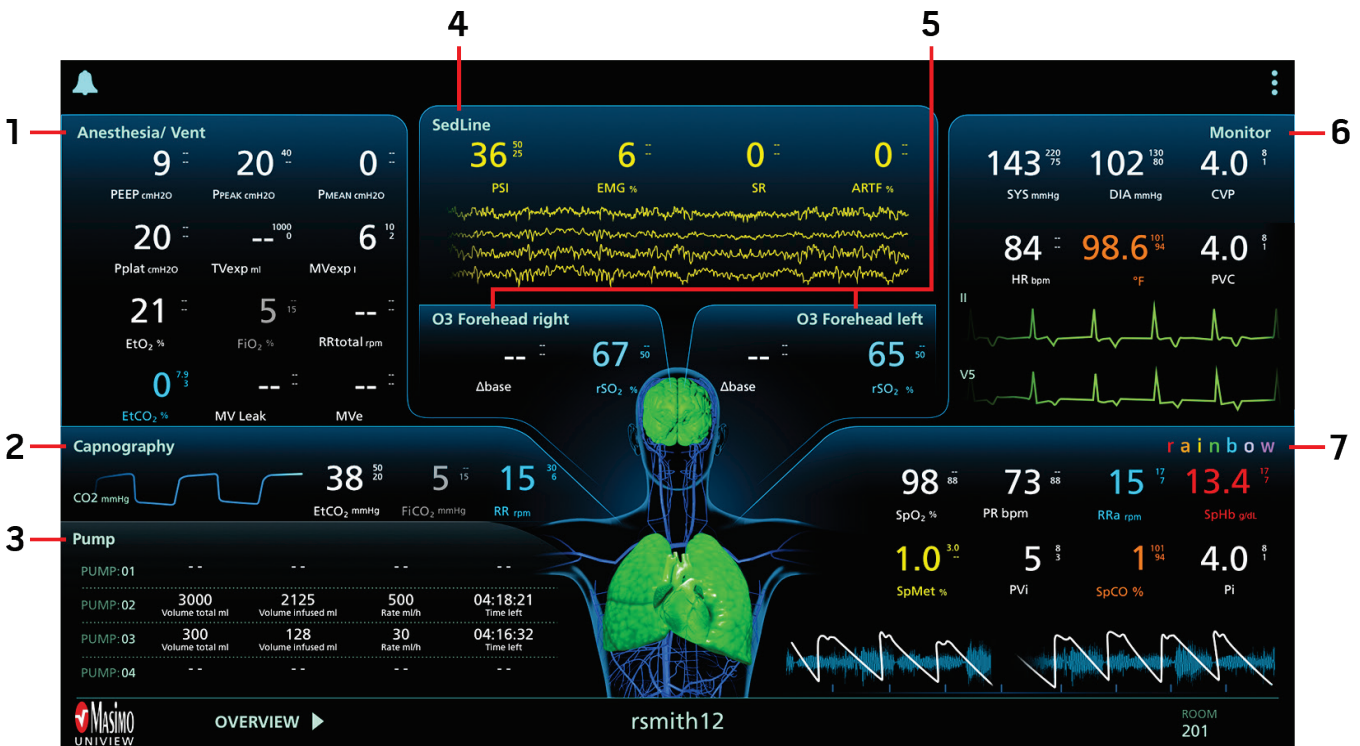 4 5
1 Anesthesia/ Vent
9 -- -- 20 40 -- 0 -- --
PEEP cmH2O PPEAK cmH2O PMEAN cmH2O
20 -- -- -- 1000 0 6 10 2
Pplat cmH2O TVexp ml MVexp l
21 -- -- 5 -- 15 -- -- --
EtO2 % FiO2 % RRtotal rpm
0 7.9 3 -- -- -- -- -- --
EtCO2 % MV Leak MVe
SedLine
36 50 25 6 -- -- 0 -- -- 0 -- --
PSI EMG % SR ARTF %
O3 Forehead right
-- -- -- 67 -- 50
Δbase rSO2 %
O3 Forehead left
-- -- -- 65 -- 50
Δbase rSO2 %
Monitor 6
143 220 75 102 130 80 4.0 8 1
SYS mmHg DIA mmHg CVP
84 -- -- 98.6 101 94 4.0 8 1
HR bpm °F PVC
II
V5
2 Capnography
CO2 mmHg
38 50 20 5 -- 15 15 30 6
EtCO2 mmHg FiCO2 mmHg RR rpm
3 Pump
PUMP:01 -- -- -- --
PUMP:02 3000 2125 500 04:18:21
Volume total ml Volume infused ml Rate ml/h Time left
PUMP:03 300 128 30 04:16:32
Volume total ml Volume infused ml Rate ml/h Time left
PUMP:04 -- -- -- --
rainbow 7
98 -- 88 73 -- 88 15 17 7 13.4 17 7
SpO2 % PR bpm RRa rpm SpHb g/dL
1.0 3.0 -- 5 8 3 1 101 94 4.0 8 1
SpMet % PVi SpCO % Pi
Masimo
UNIVIEW
OVERVIEW
rsmith12
ROOM
201